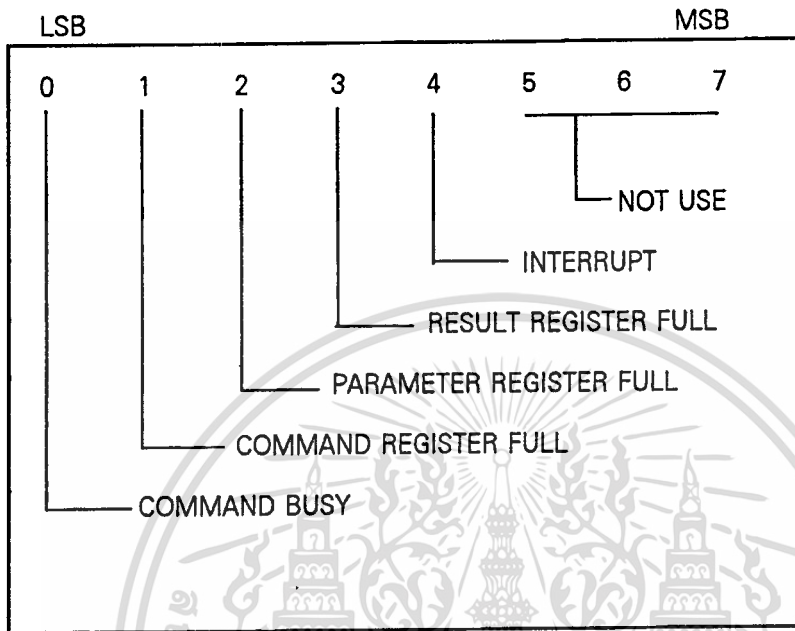 LSB MSB
0 1 2 3 4 5 6 7
NOT USE
INTERRUPT
RESULT REGISTER FULL
PARAMETER REGISTER FULL
COMMAND REGISTER FULL
COMMAND BUSY